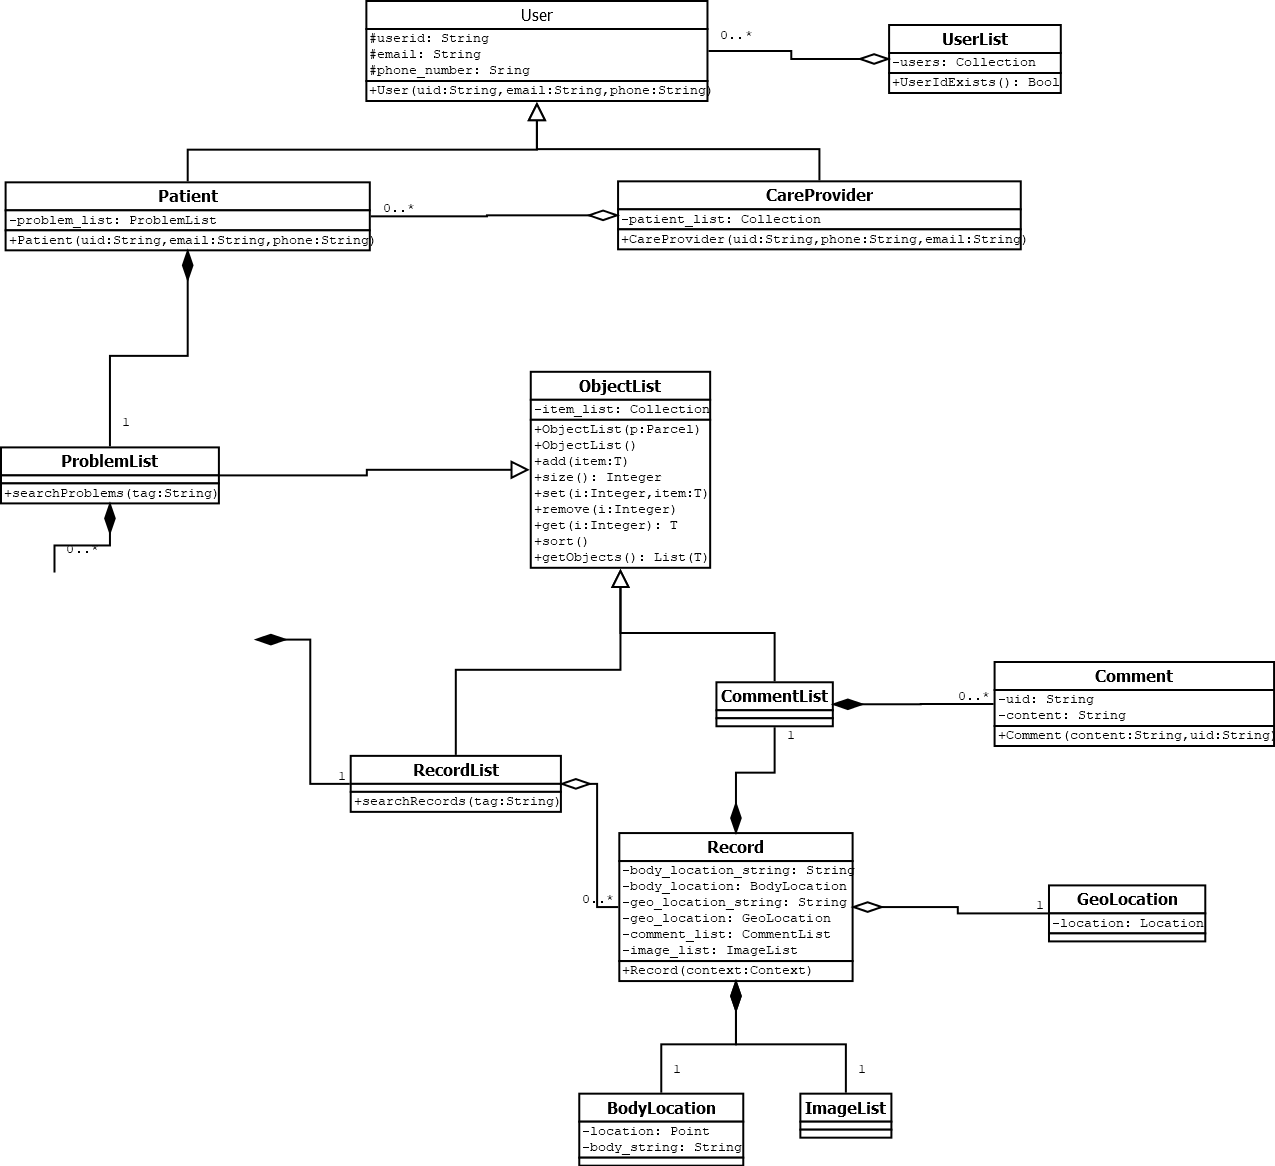 User
#userid: String
#email: String
#phone_number: Sring
+User(uid:String,email:String,phone:String)
0..*
UserList
-users: Collection
+UserIdExists(): Bool
Patient
-problem_list: ProblemList
+Patient(uid:String,email:String,phone:String)
0..*
CareProvider
-patient_list: Collection
+CareProvider(uid:String,phone:String,email:String)
1
ProblemList
+searchProblems(tag:String)
0..*
ObjectList
-item_list: Collection
+ObjectList(p:Parcel)
+ObjectList()
+add(item:T)
+size(): Integer
+set(i:Integer,item:T)
+remove(i:Integer)
+get(i:Integer): T
+sort()
+getObjects(): List(T)
CommentList
1
0..*
Comment
-uid: String
-content: String
+Comment(content:String,uid:String)
1
RecordList
+searchRecords(tag:String)
0..*
Record
-body_location_string: String
-body_location: BodyLocation
-geo_location_string: String
-geo_location: GeoLocation
-comment_list: CommentList
-image_list: ImageList
+Record(context:Context)
1
GeoLocation
-location: Location
1
1
BodyLocation
-location: Point
-body_string: String
ImageList